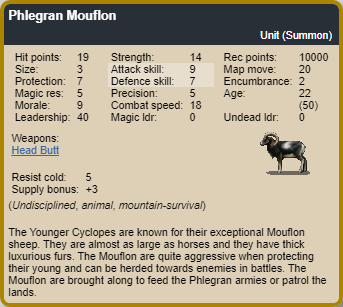 Phlegran Mouflon
Unit (Summon)
Hit points: 19 Strength: 14 Rec points: 10000
Size: 3 Attack skill: 9 Map move: 20
Protection: 7 Defence skill: 7 Encumbrance: 2
Magic res: 5 Precision: 5 Age: 22
Morale: 9 Combat speed: 18 (50)
Leadership: 40 Magic ldr: 0 Undead ldr: 0
Weapons:
Head Butt
Resist cold: 5
Supply bonus: +3
(Undisciplined, animal, mountain-survival)
The Younger Cyclopes are known for their exceptional Mouflon
sheep. They are almost as large as horses and they have thick
luxurious furs. The Mouflon are quite aggressive when protecting
their young and can be herded towards enemies in battles. The
Mouflon are brought along to feed the Phlegran armies or patrol the
lands.